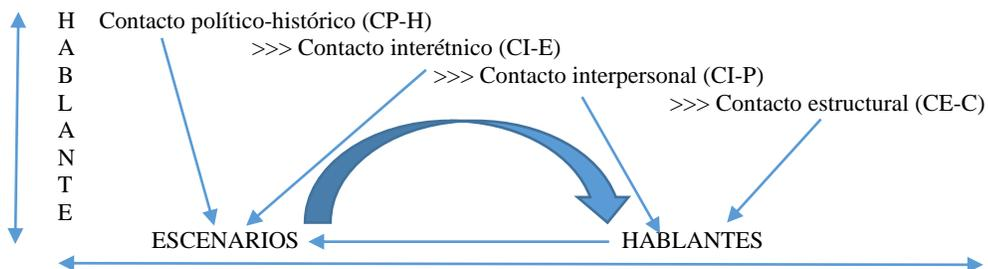 H Contacto político-histórico (CP-H)
A >>> Contacto interétnico (CI-E)
B >>> Contacto interpersonal (CI-P)
L >>> Contacto estructural (CE-C)
A
N
T
E
ESCENARIOS HABLANTES